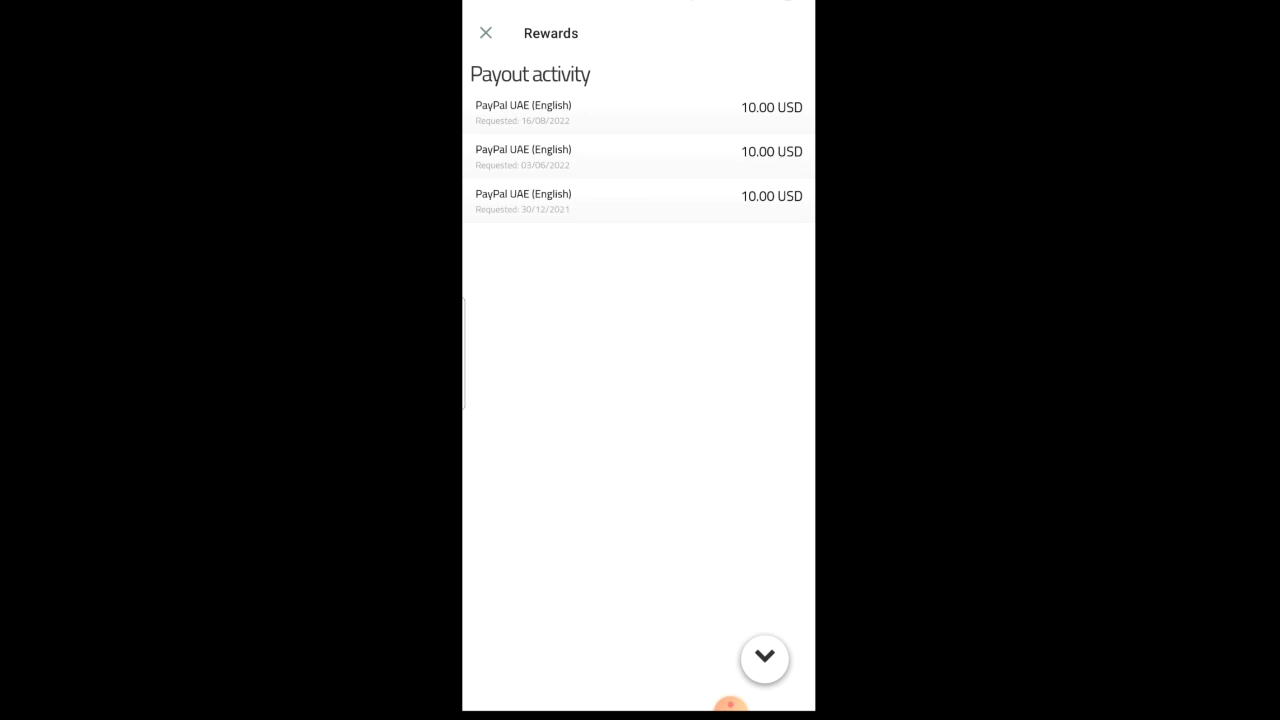 Rewards
Payout activity
PayPal UAE (English)
10.00 USD
Requested: 16/08/2022
PayPal UAE (English)
10.00 USD
Requested: 03/06/2022
PayPal UAE (English)
10.00 USD
Requested: 30/12/2021